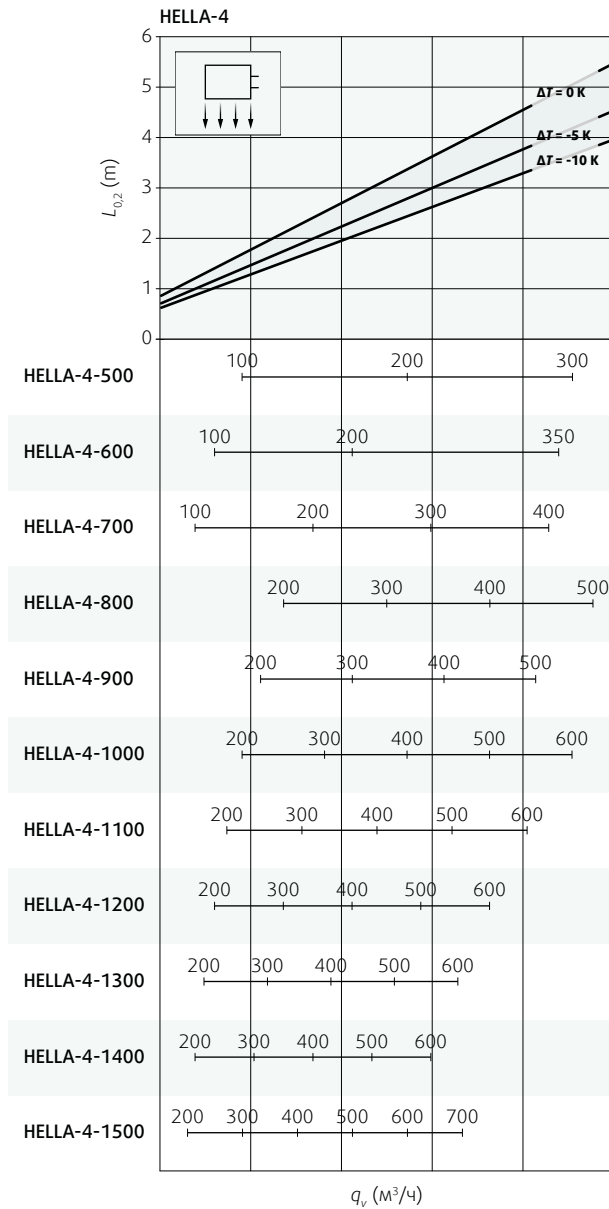 HELLA-4
6
5
4
3
2
1
0
L0,2 (m)
ΔT = 0 K
ΔT = -5 K
ΔT = -10 K
HELLA-4-500 100 200 300
HELLA-4-600 100 200 350
HELLA-4-700 100 200 300 400
HELLA-4-800 200 300 400 500
HELLA-4-900 200 300 400 500
HELLA-4-1000 200 300 400 500 600
HELLA-4-1100 200 300 400 500 600
HELLA-4-1200 200 300 400 500 600
HELLA-4-1300 200 300 400 500 600
HELLA-4-1400 200 300 400 500 600
HELLA-4-1500 200 300 400 500 600 700
qv (м³/ч)